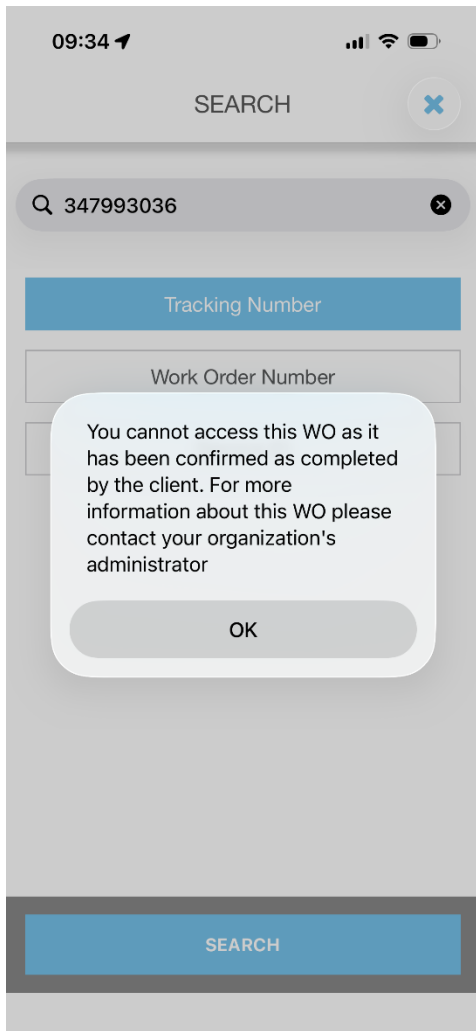 09:34
SEARCH
347993036
Tracking Number
Work Order Number
You cannot access this WO as it
has been confirmed as completed
by the client. For more
information about this WO please
contact your organization's
administrator
OK
SEARCH